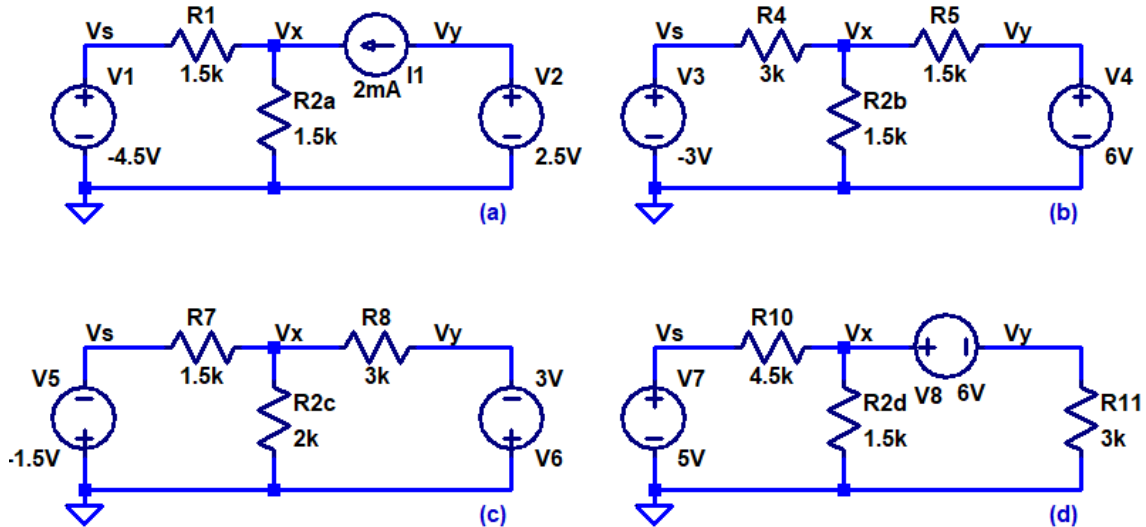 R1 R4 R5
Vs Vx Vy Vs Vx Vy
V1 1.5k 2mA I1 V2 V3 3k 1.5k V4
R2a R2b
1.5k 1.5k
-4.5V 2.5V -3V 6V
(a) (b)
R7 R8 R10
Vs Vx Vy Vs Vx Vy
V5 1.5k 3k 3V V7 4.5k V8 6V
R2c R2d R11
2k 1.5k 3k
-1.5V V6 5V
(c) (d)